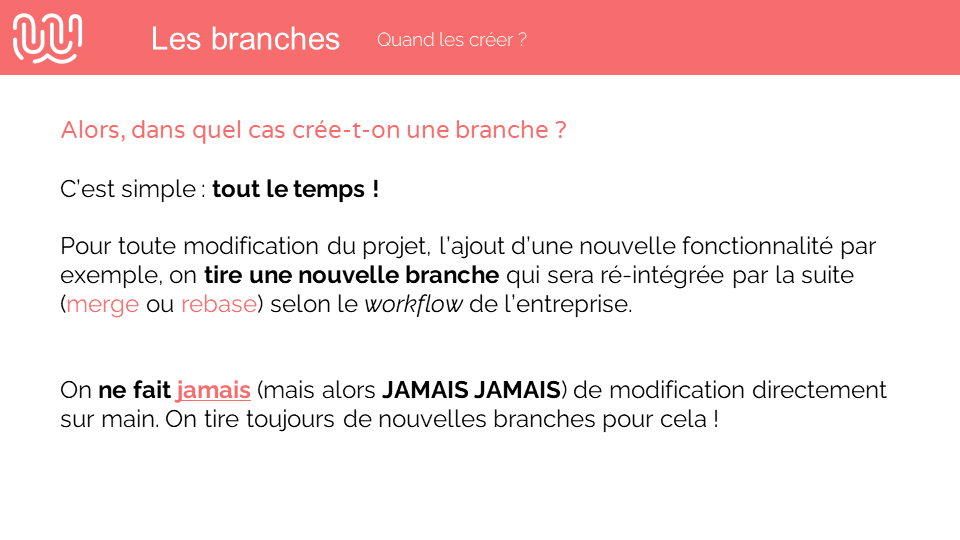 Les branches
Quand les créer ?
Alors, dans quel cas crée-t-on une branche ?
C’est simple : tout le temps !
Pour toute modification du projet, l’ajout d’une nouvelle fonctionnalité par
exemple, on tire une nouvelle branche qui sera ré-intégrée par la suite
(merge ou rebase) selon le workflow de l’entreprise.
On ne fait jamais (mais alors JAMAIS JAMAIS) de modification directement
sur main. On tire toujours de nouvelles branches pour cela !